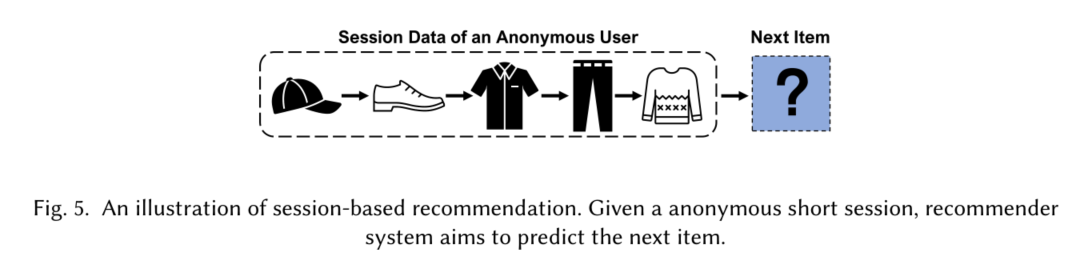 Session Data of an Anonymous User
Next Item
?
Fig. 5. An illustration of session-based recommendation. Given a anonymous short session, recommender
system aims to predict the next item.